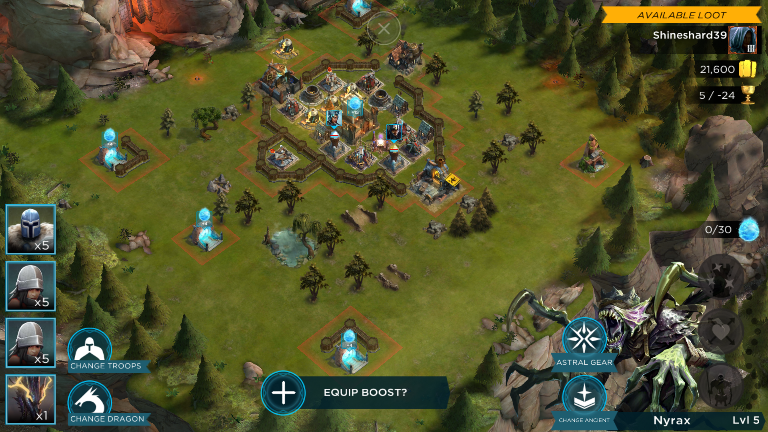 AVAILABLE LOOT
Shineshard39
III
21,600
5 / -24
0/30
x5
x5
x5
x1
CHANGE TROOPS
CHANGE DRAGON
EQUIP BOOST?
ASTRAL GEAR
CHANGE ANCIENT
Nyrax
Lvl 5